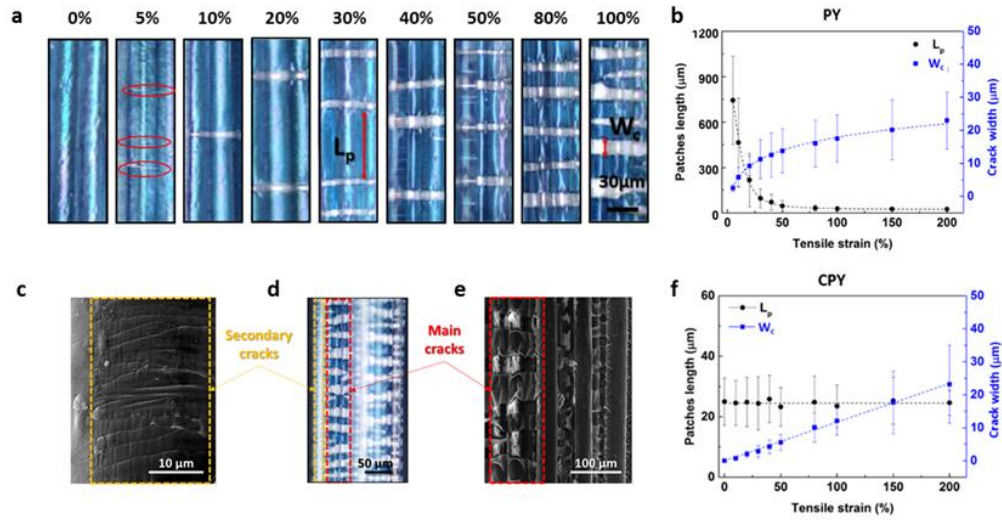 0% 5% 10% 20% 30% 40% 50% 80% 100%
a
Lp
Wc
30μm
b
PY
Patches length (μm)
1200
900
600
300
0
Lp
Wc
50
40
30
20
10
0
Crack width (μm)
0 50 100 150 200
Tensile strain (%)
c
10 μm
Secondary
cracks
d
50 μm
Main
cracks
e
100 μm
f
CPY
Patches length (μm)
60
40
20
0
Lp
Wc
50
40
30
20
10
0
Crack width (μm)
0 50 100 150 200
Tensile strain (%)